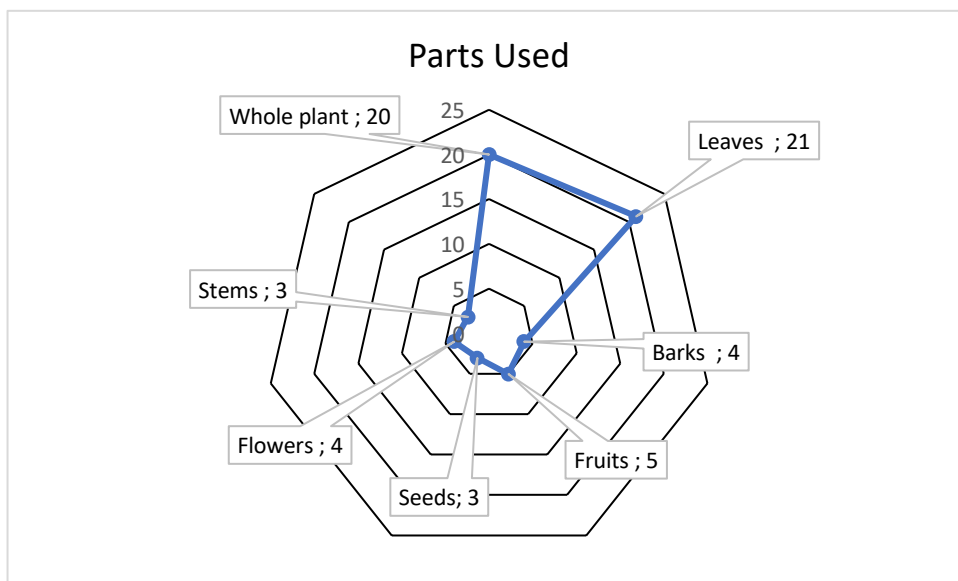 Parts Used
Whole plant ; 20
Leaves ; 21
Barks ; 4
Fruits ; 5
Seeds; 3
Flowers ; 4
Stems ; 3
25
20
15
10
5
0